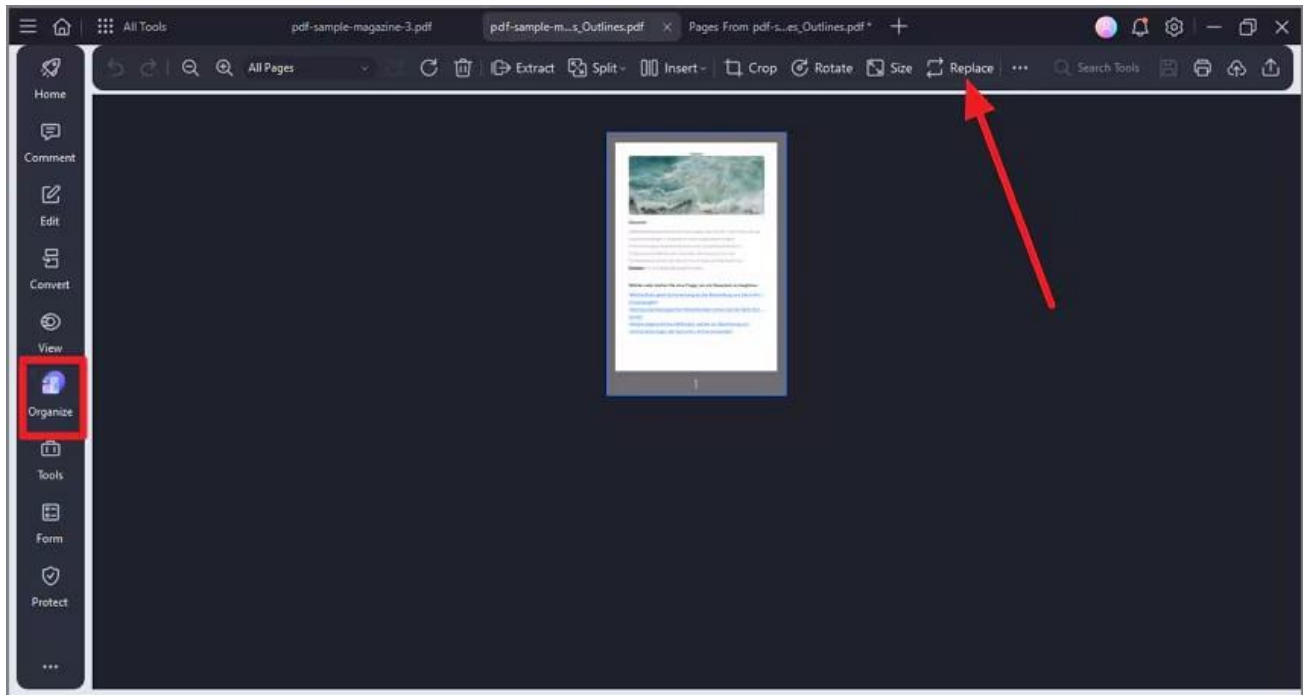 All Tools
pdf-sample-magazine-3.pdf
pdf-sample-m...s_Outlines.pdf
Pages From pdf-s...es_Outlines.pdf *
All Pages
Extract
Split
Insert
Crop
Rotate
Size
Replace
Search Tools
Home
Comment
Edit
Convert
View
Organize
Tools
Form
Protect
1